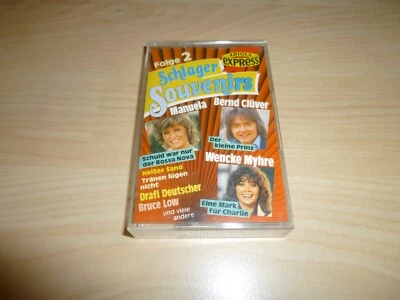 Folge 2
ARIOLA
express
Schlager
Souvenirs
Manuela
Bernd Clüver
Der
kleine Prinz
Schuld war nur
der Bossa Nova
Heißer Sand
Tränen lügen
nicht
Drafi Deutscher
Bruce Low
und viele
andere
Wencke Myhre
Eine Mark
Für Charlie